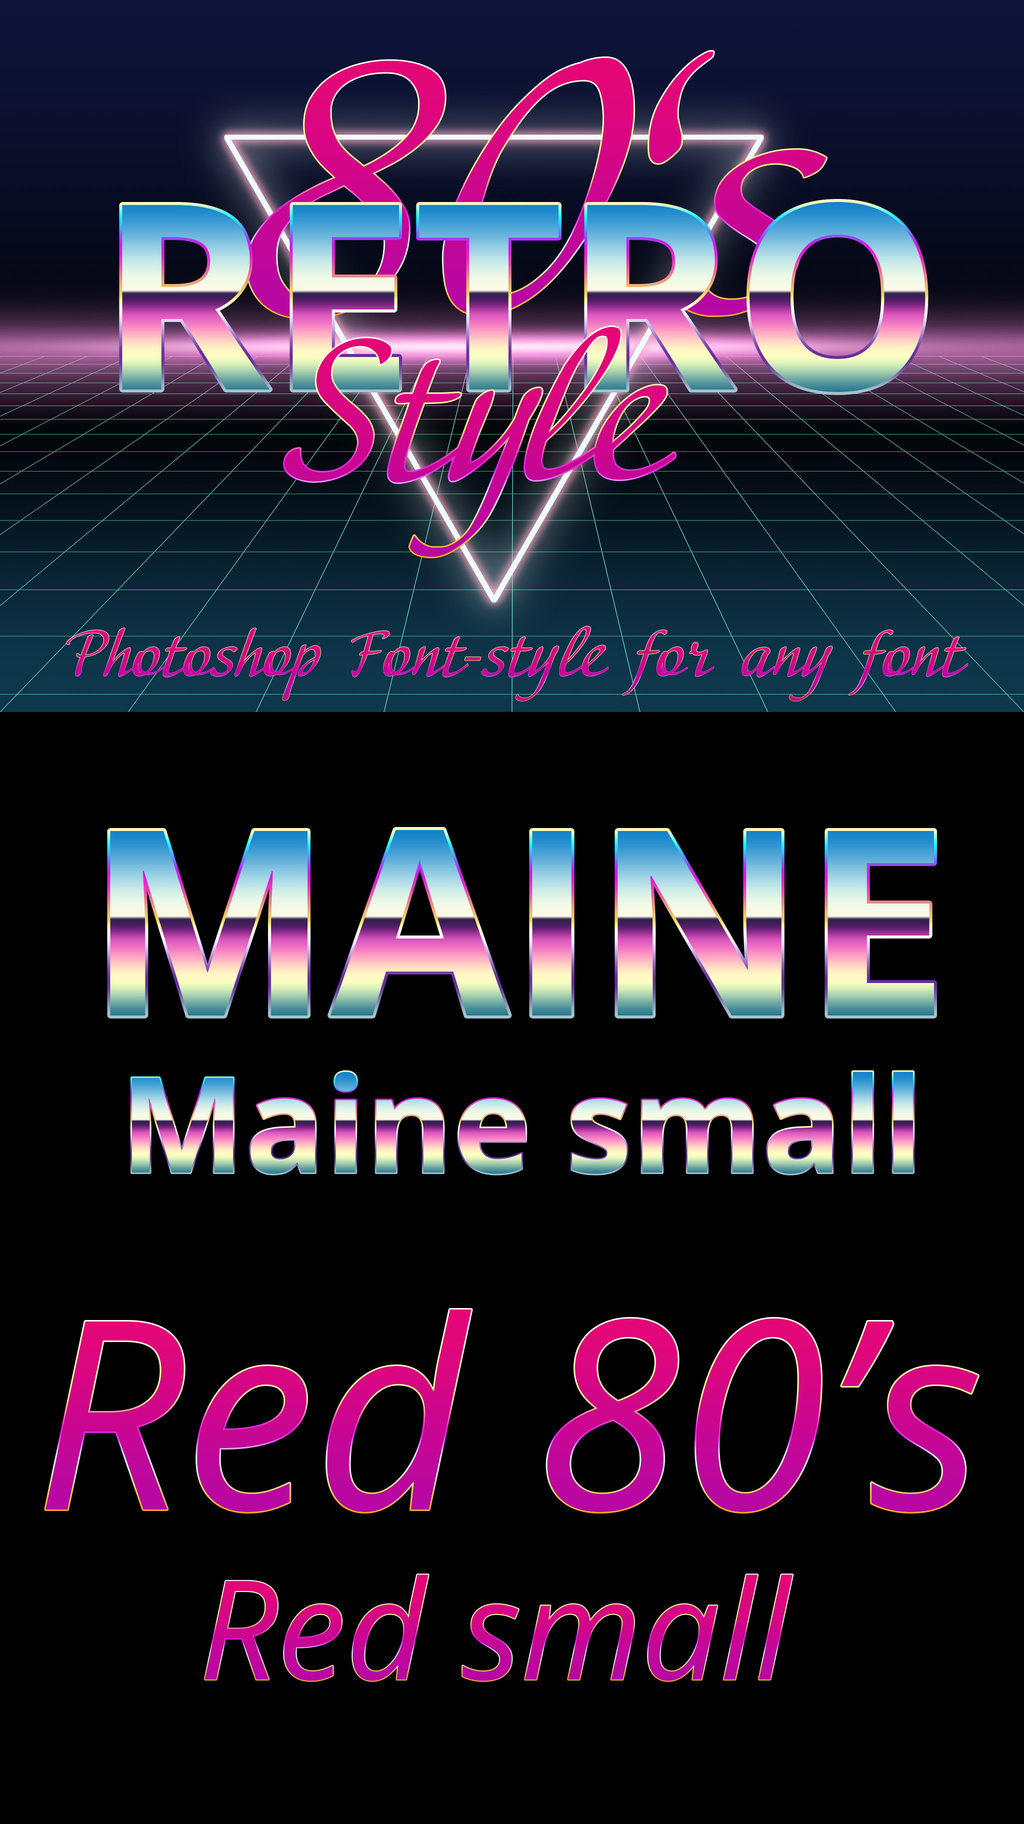 80‘s
RETRO
Style
Photoshop Font-style for any font
MAINE
Maine small
Red 80’s
Red small